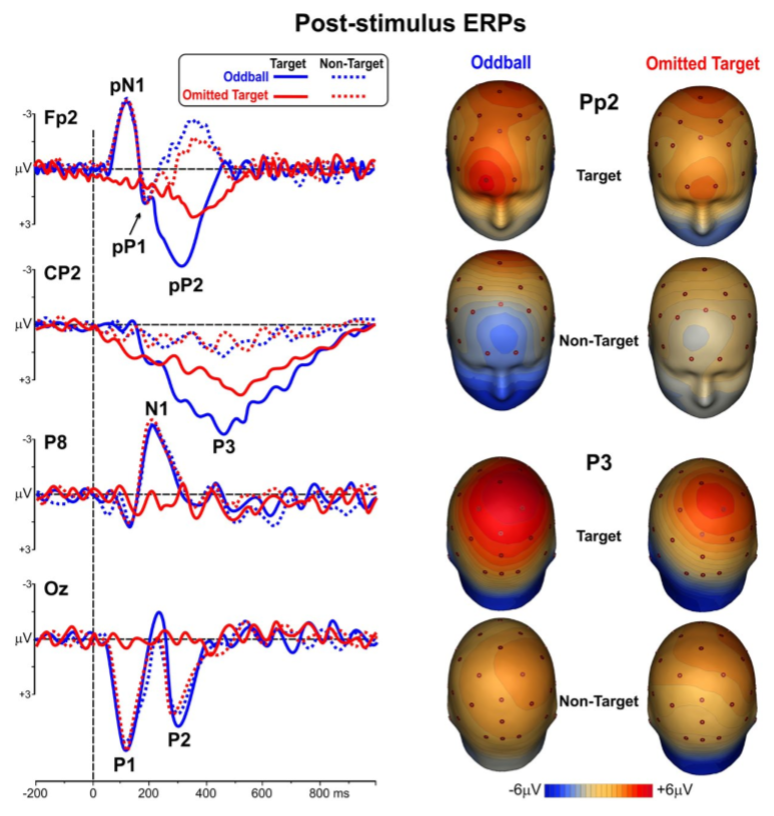 Post-stimulus ERPs
Target Non-Target
Oddball
Omitted Target
pN1
-3
Fp2
μV
+3
pP1
pP2
-3
CP2
μV
+3
P3
-3
P8
N1
μV
+3
-3
Oz
μV
+3
P1
P2
-200 0 200 400 600 800 ms
Oddball Omitted Target
Pp2
Target
Non-Target
P3
Target
Non-Target
-6μV +6μV